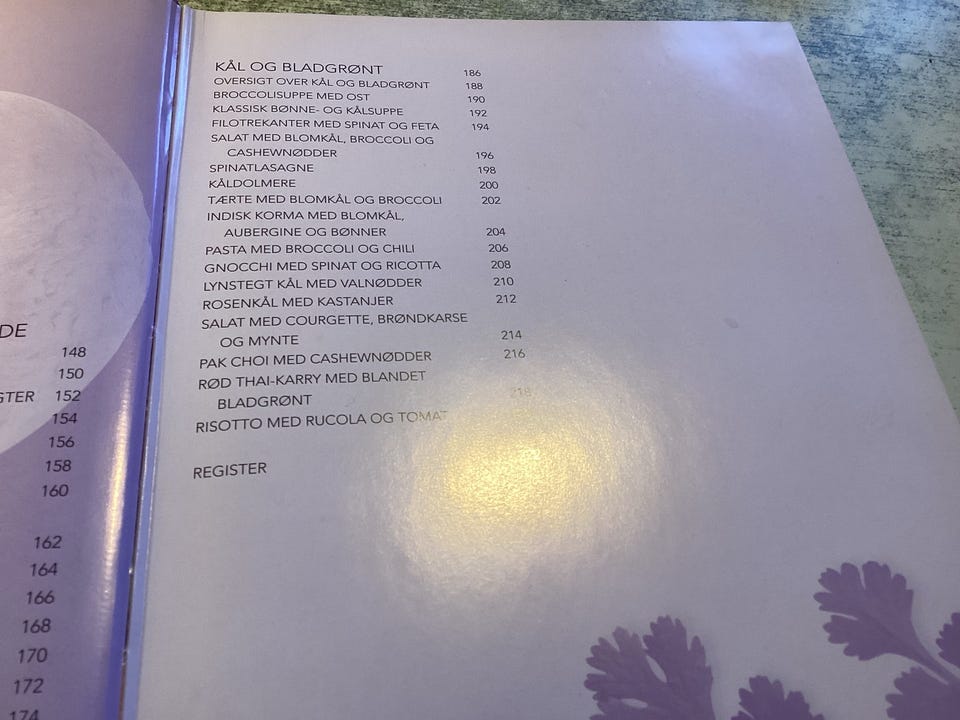 DE
148
150
GTER 152
154
156
158
160
162
164
166
168
170
172
174
KÅL OG BLADGRØNT 186
OVERSIGT OVER KÅL OG BLADGRØNT 188
BROCCOLISUPPE MED OST 190
KLASSISK BØNNE- OG KÅLSUPPE 192
FILOTREKANTER MED SPINAT OG FETA 194
SALAT MED BLOMKÅL, BROCCOLI OG
CASHEWNØDDER 196
SPINATLASAGNE 198
KÅLDOLMERE 200
TÆRTE MED BLOMKÅL OG BROCCOLI 202
INDISK KORMA MED BLOMKÅL,
AUBERGINE OG BØNNER 204
PASTA MED BROCCOLI OG CHILI 206
GNOCCHI MED SPINAT OG RICOTTA 208
LYNSTEGT KÅL MED VALNØDDER 210
ROSENKÅL MED KASTANJER 212
SALAT MED COURGETTE, BRØNDKARSE
OG MYNTE 214
PAK CHOI MED CASHEWNØDDER 216
RØD THAI-KARRY MED BLANDET
BLADGRØNT 218
RISOTTO MED RUCOLA OG TOMAT
REGISTER